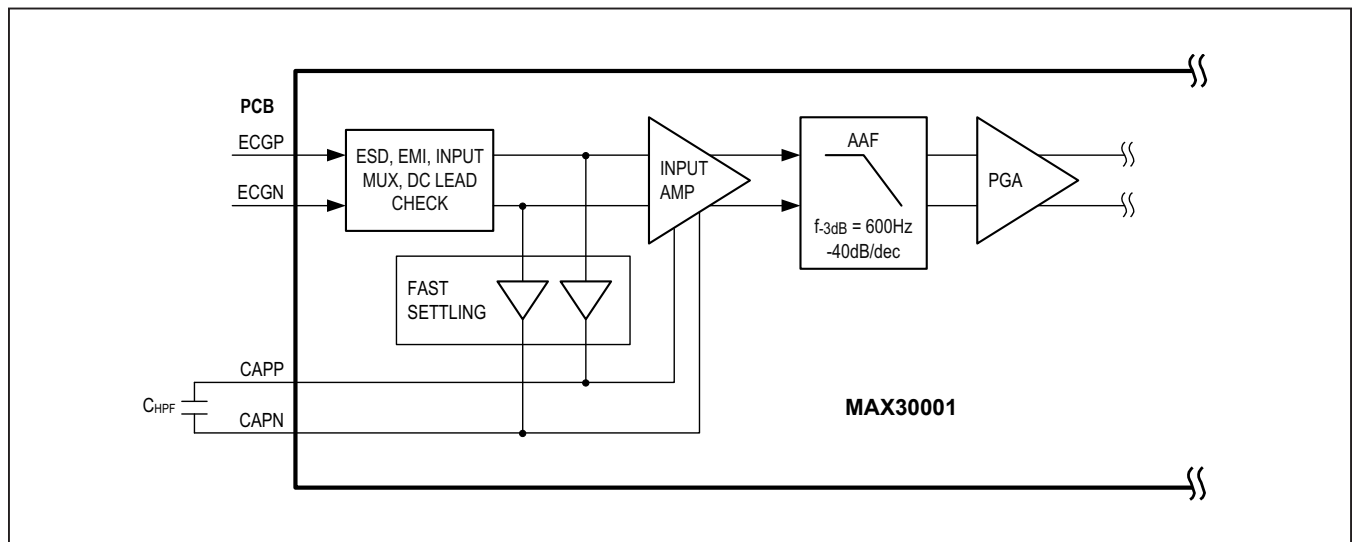 PCB
ECGP
ECGN
ESD, EMI, INPUT
MUX, DC LEAD
CHECK
INPUT
AMP
AAF
f-3dB = 600Hz
-40dB/dec
PGA
FAST
SETTLING
CAPP
CHPF
CAPN
MAX30001